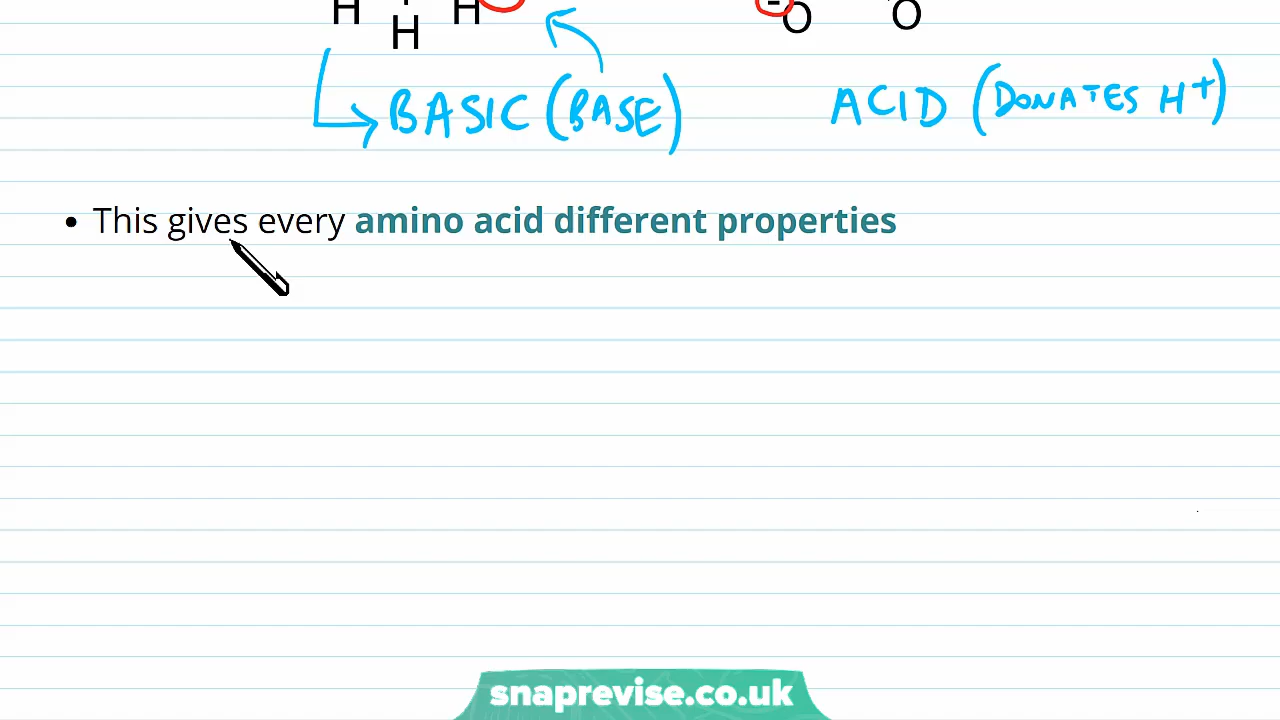 H H -O O
H
BASIC (BASE) ACID (DONATES H+)
• This gives every amino acid different properties
snaprevise.co.uk